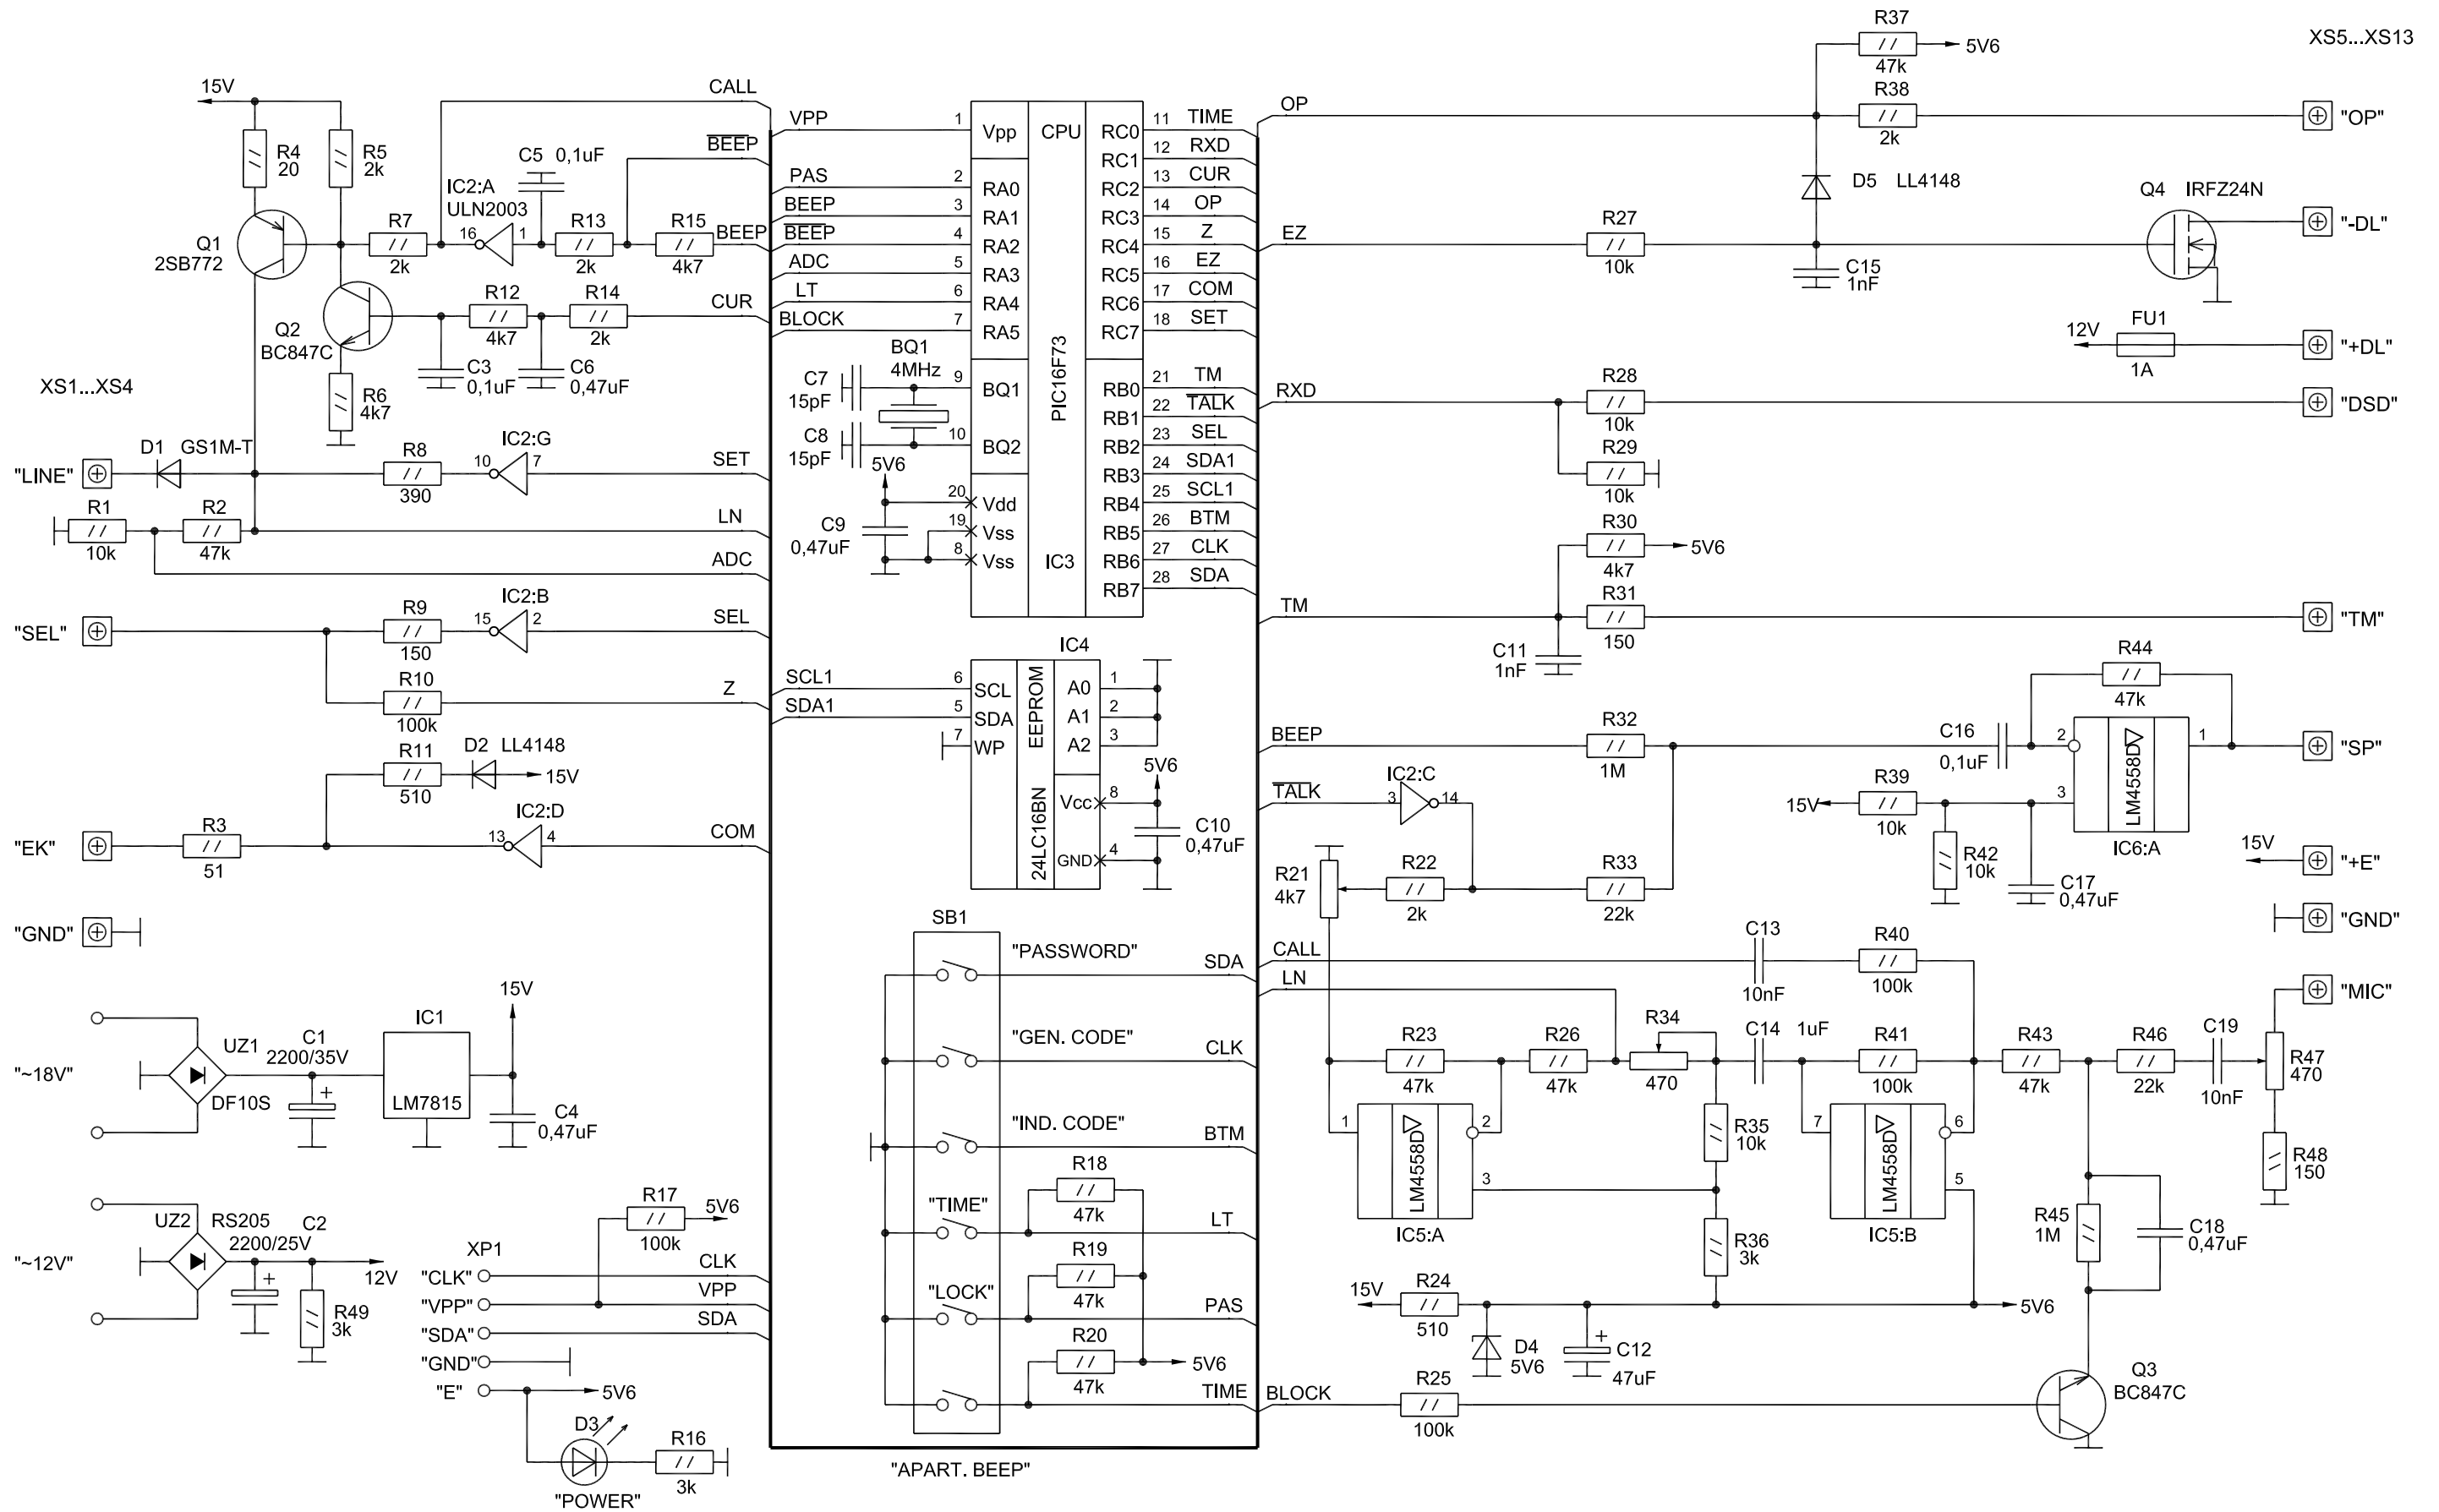 XS1...XS4
XS5...XS13
15V
R4
20
R5
2k
Q1
2SB772
R7
2k
IC2:A
ULN2003
16
1
C5 0,1uF
R13
2k
R15
4k7
CALL
BEEP
BEEP
Q2
BC847C
R12
4k7
R14
2k
CUR
C3
0,1uF
C6
0,47uF
R6
4k7
"LINE"
D1 GS1M-T
R8
390
IC2:G
10
7
SET
R1
10k
R2
47k
LN
ADC
"SEL"
R9
150
IC2:B
15
2
SEL
R10
100k
Z
R11
510
D2 LL4148
15V
"EK"
R3
51
IC2:D
13
4
COM
"GND"
"~18V"
UZ1
DF10S
C1
2200/35V
+
IC1
LM7815
15V
C4
0,47uF
"~12V"
UZ2
RS205
C2
2200/25V
+
12V
R49
3k
R17
100k
5V6
XP1
"CLK"
CLK
"VPP"
VPP
"SDA"
SDA
"GND"
"E"
5V6
D3
R16
3k
"POWER"
VPP
1
Vpp
PAS
2
RA0
BEEP
3
RA1
BEEP
4
RA2
ADC
5
RA3
LT
6
RA4
BLOCK
7
RA5
BQ1
4MHz
C7
15pF
9
BQ1
C8
15pF
10
BQ2
5V6
20
Vdd
19
Vss
8
Vss
C9
0,47uF
CPU
PIC16F73
IC3
RC0
11
TIME
RC1
12
RXD
RC2
13
CUR
RC3
14
OP
RC4
15
Z
RC5
16
EZ
RC6
17
COM
RC7
18
SET
RB0
21
TM
RB1
22
TALK
RB2
23
SEL
RB3
24
SDA1
RB4
25
SCL1
RB5
26
BTM
RB6
27
CLK
RB7
28
SDA
IC4
SCL1
6
SCL
SDA1
5
SDA
7
WP
EEPROM
24LC16BN
A0
1
A1
2
A2
3
5V6
Vcc
8
GND
4
C10
0,47uF
SB1
"PASSWORD"
SDA
"GEN. CODE"
CLK
"IND. CODE"
BTM
R18
47k
"TIME"
LT
R19
47k
"LOCK"
PAS
R20
47k
5V6
TIME
"APART. BEEP"
R37
47k
5V6
OP
R38
2k
"OP"
D5 LL4148
Q4 IRFZ24N
"-DL"
EZ
R27
10k
C15
1nF
12V
FU1
1A
"+DL"
RXD
R28
10k
"DSD"
R29
10k
R30
4k7
5V6
TM
R31
150
"TM"
C11
1nF
R44
47k
BEEP
R32
1M
C16
0,1uF
2
1
3
LM4558D
IC6:A
"SP"
TALK
IC2:C
3
14
15V
R39
10k
R42
10k
C17
0,47uF
15V
"+E"
R21
4k7
R22
2k
R33
22k
"GND"
CALL
C13
10nF
R40
100k
LN
"MIC"
R23
47k
R26
47k
R34
470
C14 1uF
R41
100k
R43
47k
R46
22k
C19
10nF
R47
470
1
2
3
LM4558D
IC5:A
R35
10k
7
6
5
LM4558D
IC5:B
R48
150
R36
3k
R45
1M
C18
0,47uF
15V
R24
510
5V6
D4
5V6
+
C12
47uF
BLOCK
R25
100k
Q3
BC847C